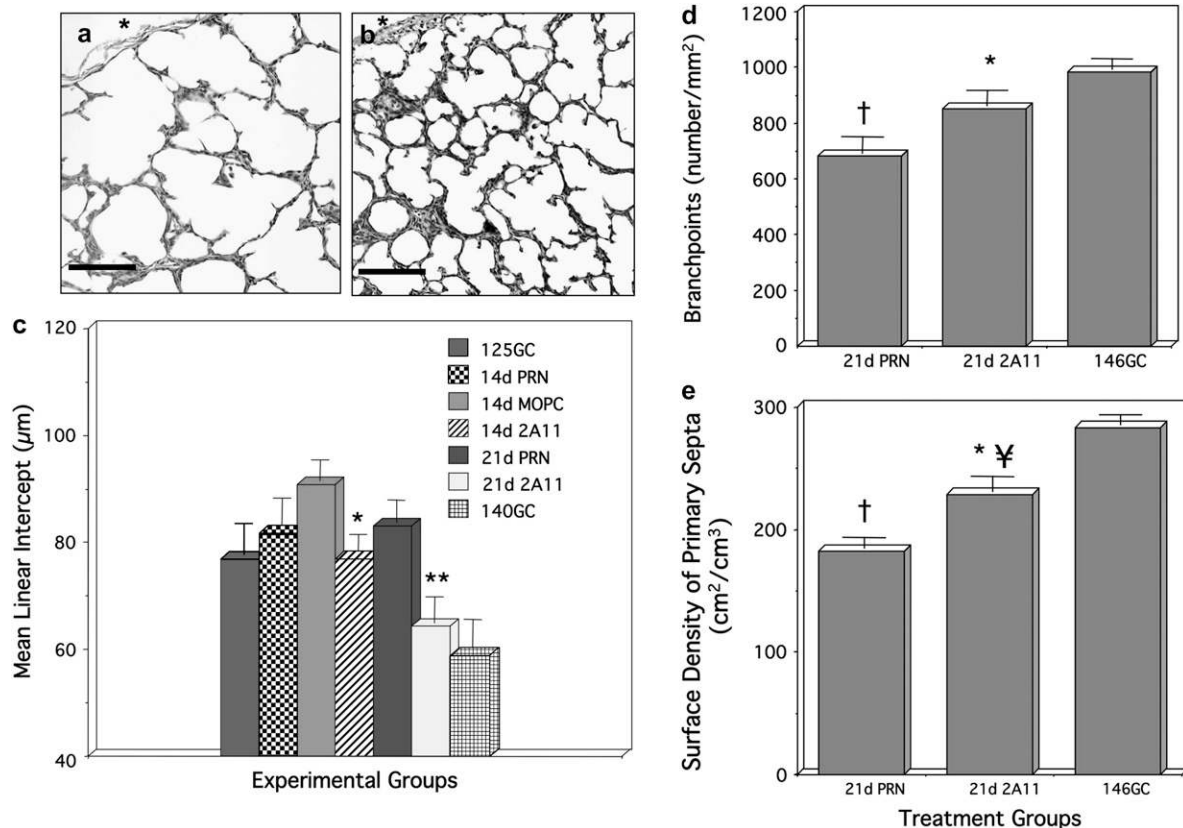 a
*
b
*
c
Mean Linear Intercept (µm)
120
100
80
60
40
125GC
14d PRN
14d MOPC
14d 2A11
21d PRN
21d 2A11
140GC
*
**
Experimental Groups
d
Branchpoints (number/mm²)
1200
1000
800
600
400
200
0
†
*
21d PRN 21d 2A11 146GC
e
Surface Density of Primary Septa
(cm²/cm³)
300
200
100
0
†
* ¥
21d PRN 21d 2A11 146GC
Treatment Groups